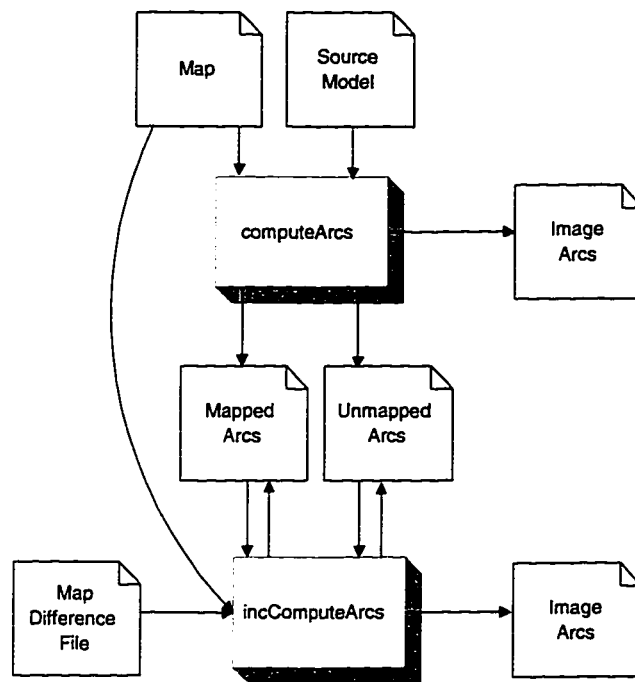 Map
Source
Model
computeArcs
Image
Arcs
Mapped
Arcs
Unmapped
Arcs
Map
Difference
File
incComputeArcs
Image
Arcs